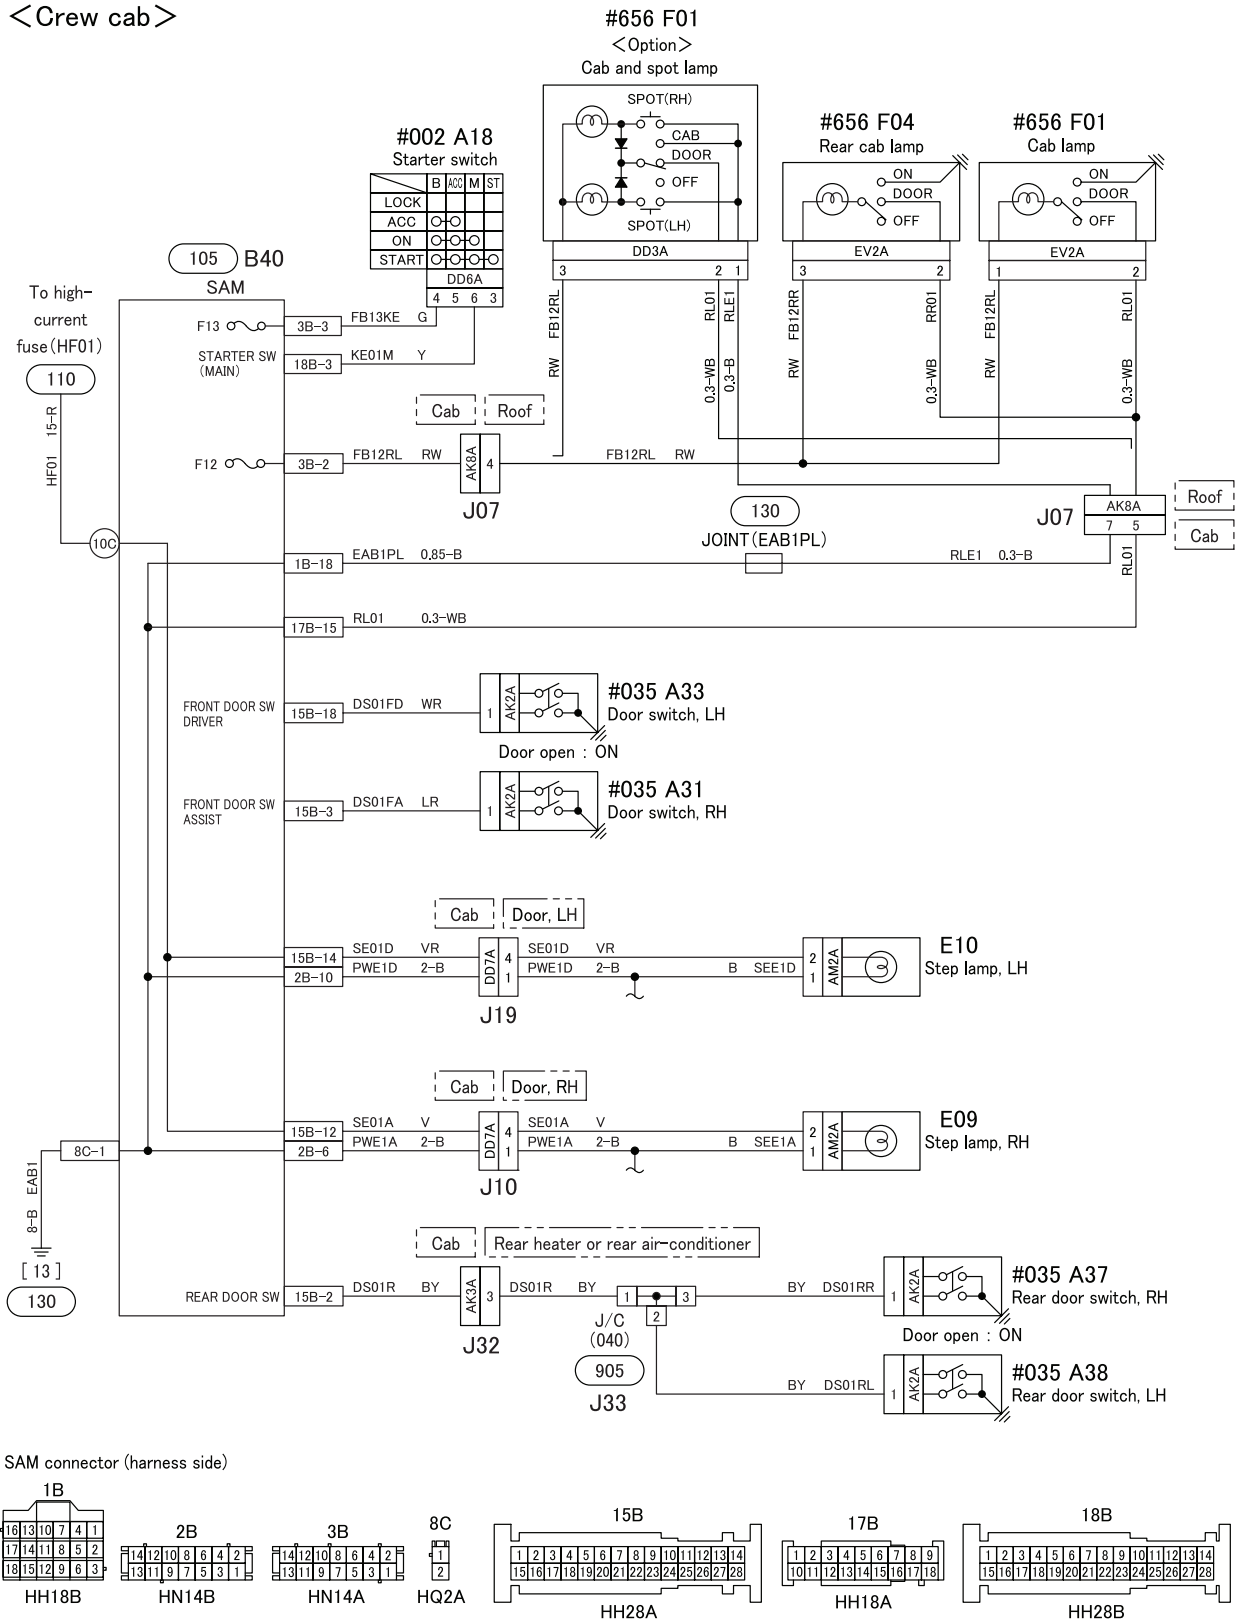 <Crew cab>
#656 F01
<Option>
Cab and spot lamp
SPOT(RH)
CAB
DOOR
OFF
SPOT(LH)
DD3A
3 2 1
#656 F04
Rear cab lamp
ON
DOOR
OFF
EV2A
3 2
#656 F01
Cab lamp
ON
DOOR
OFF
EV2A
1 2
#002 A18
Starter switch
B ACC M ST
LOCK
ACC
ON
START
DD6A
4 5 6 3
105 B40
SAM
To high-
current
fuse(HF01)
110
HF01 15-R
10C
F13 3B-3 FB13KE G
STARTER SW
(MAIN)
18B-3 KE01M Y
RW FB12RL
0.3-WB RL01
0.3-B RLE1
RW FB12RR
0.3-WB RR01
RW FB12RL
0.3-WB RL01
Cab Roof
F12 3B-2 FB12RL RW AK8A 4 FB12RL RW
J07
130
JOINT(EAB1PL)
J07 AK8A
7 5
Roof
Cab
1B-18 EAB1PL 0.85-B RLE1 0.3-B
RL01
17B-15 RL01 0.3-WB
FRONT DOOR SW
DRIVER
15B-18 DS01FD WR 1 AK2A
#035 A33
Door switch, LH
Door open : ON
FRONT DOOR SW
ASSIST
15B-3 DS01FA LR 1 AK2A
#035 A31
Door switch, RH
Cab Door, LH
15B-14 SE01D VR DD7A 4 SE01D VR 2 AM2A
2B-10 PWE1D 2-B 1 PWE1D 2-B B SEE1D 1
J19
E10
Step lamp, LH
Cab Door, RH
15B-12 SE01A V DD7A 4 SE01A V 2 AM2A
2B-6 PWE1A 2-B 1 PWE1A 2-B B SEE1A 1
J10
E09
Step lamp, RH
8C-1
8-B EAB1
[ 13 ]
130
Cab Rear heater or rear air-conditioner
REAR DOOR SW 15B-2 DS01R BY AK3A 3 DS01R BY 1 3 BY DS01RR 1 AK2A
2
J32
J/C
(040)
905
J33
#035 A37
Rear door switch, RH
Door open : ON
BY DS01RL 1 AK2A
#035 A38
Rear door switch, LH
SAM connector (harness side)
1B
16 13 10 7 4 1
17 14 11 8 5 2
18 15 12 9 6 3
HH18B
2B
14 12 10 8 6 4 2
13 11 9 7 5 3 1
HN14B
3B
14 12 10 8 6 4 2
13 11 9 7 5 3 1
HN14A
8C
1
2
HQ2A
15B
1 2 3 4 5 6 7 8 9 10 11 12 13 14
15 16 17 18 19 20 21 22 23 24 25 26 27 28
HH28A
17B
1 2 3 4 5 6 7 8 9
10 11 12 13 14 15 16 17 18
HH18A
18B
1 2 3 4 5 6 7 8 9 10 11 12 13 14
15 16 17 18 19 20 21 22 23 24 25 26 27 28
HH28B